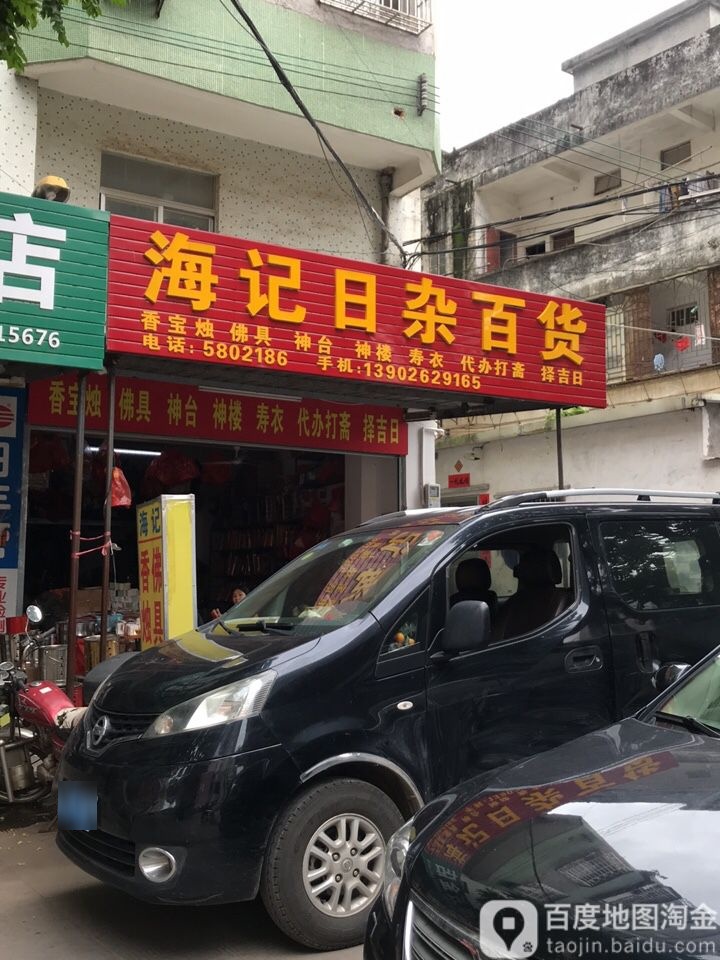 店
15676
海记日杂百货
香宝烛 佛具 神台 神楼 寿衣 代办打斋 择吉日
电话:5802186 手机:13902629165
香宝烛 佛具 神台 神楼 寿衣 代办打斋 择吉日
海记
香烛
佛具
百度地图淘金
taojin.baidu.com